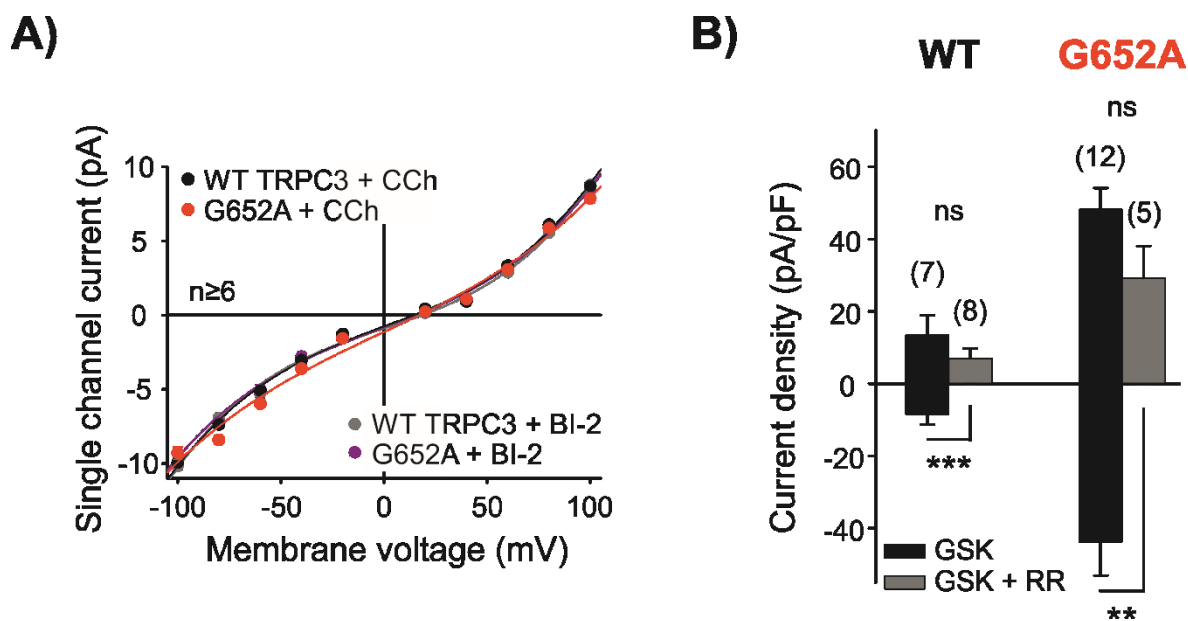 A)
Single channel current (pA)
10
5
0
-5
-10
WT TRPC3 + CCh
G652A + CCh
n≥6
WT TRPC3 + BI-2
G652A + BI-2
-100
-50
0
50
100
Membrane voltage (mV)
B)
WT
G652A
ns
ns
Current density (pA/pF)
60
40
20
0
-20
-40
(7)
(8)
(12)
(5)
***
**
GSK
GSK + RR